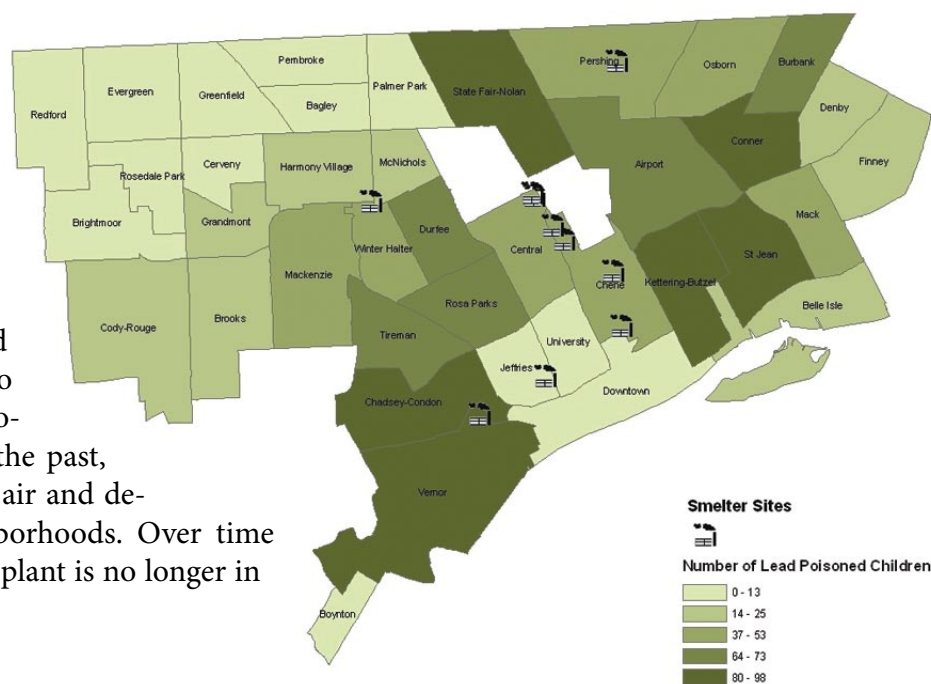 Pembroke
Palmer Park
State Fair-Nolan
Pershing
Osborn
Burbank
Redford
Evergreen
Greenfield
Bagley
Denby
Finney
Conner
Airport
Rosedale Park
Cerveny
Harmony Village
McNichols
Brightmoor
Grandmont
Winter Halter
Durfee
Central
Mack
Mackenzie
Cherie
Kettering-Butzel
St Jean
Cody-Rouge
Brooks
Rosa Parks
Belle Isle
Tireman
University
Jeffries
Downtown
Chadsey-Condon
Vernor
Boynton
d
o
o-
the past,
air and de-
borhoods. Over time
plant is no longer in
Smelter Sites
Number of Lead Poisoned Children
0 - 13
14 - 25
37 - 53
64 - 73
80 - 98